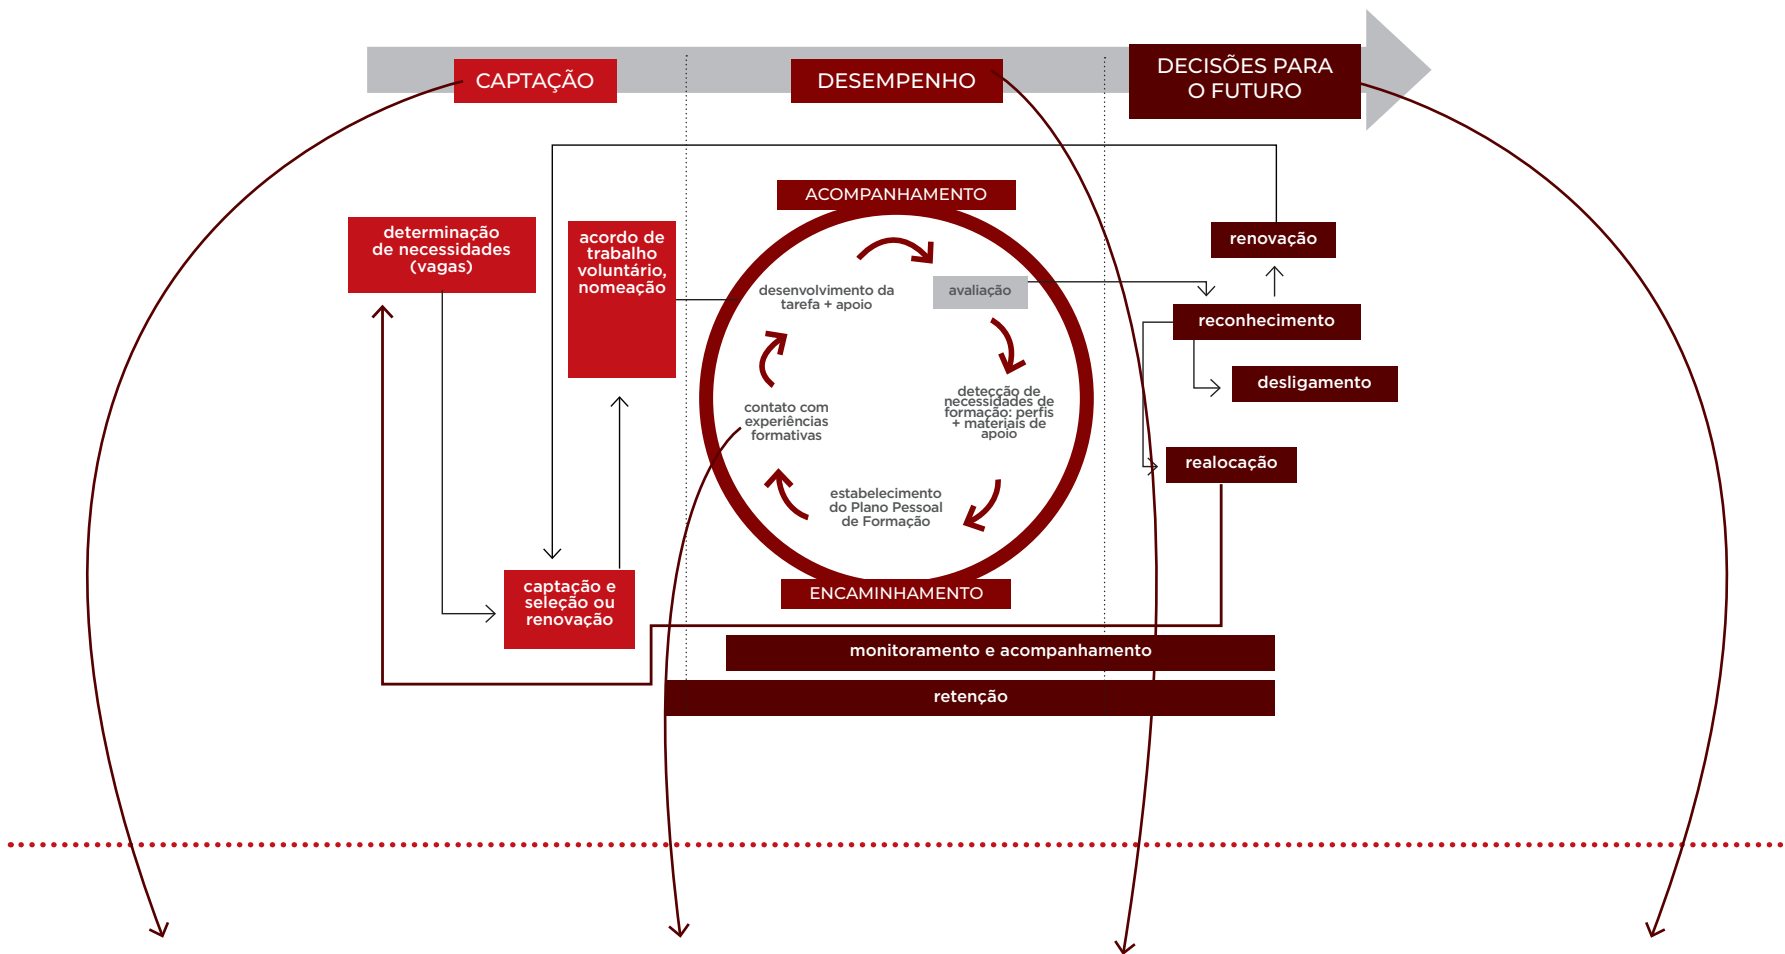 CAPTAÇÃO
DESEMPENHO
DECISÕES PARA
O FUTURO
determinação
de necessidades
(vagas)
acordo de
trabalho
voluntário,
nomeação
captação e
seleção ou
renovação
ACOMPANHAMENTO
desenvolvimento da
tarefa + apoio
avaliação
detecção de
necessidades de
formação: perfis
+ materiais de
apoio
estabelecimento
do Plano Pessoal
de Formação
contato com
experiências
formativas
ENCAMINHAMENTO
renovação
reconhecimento
desligamento
realocação
monitoramento e acompanhamento
retenção